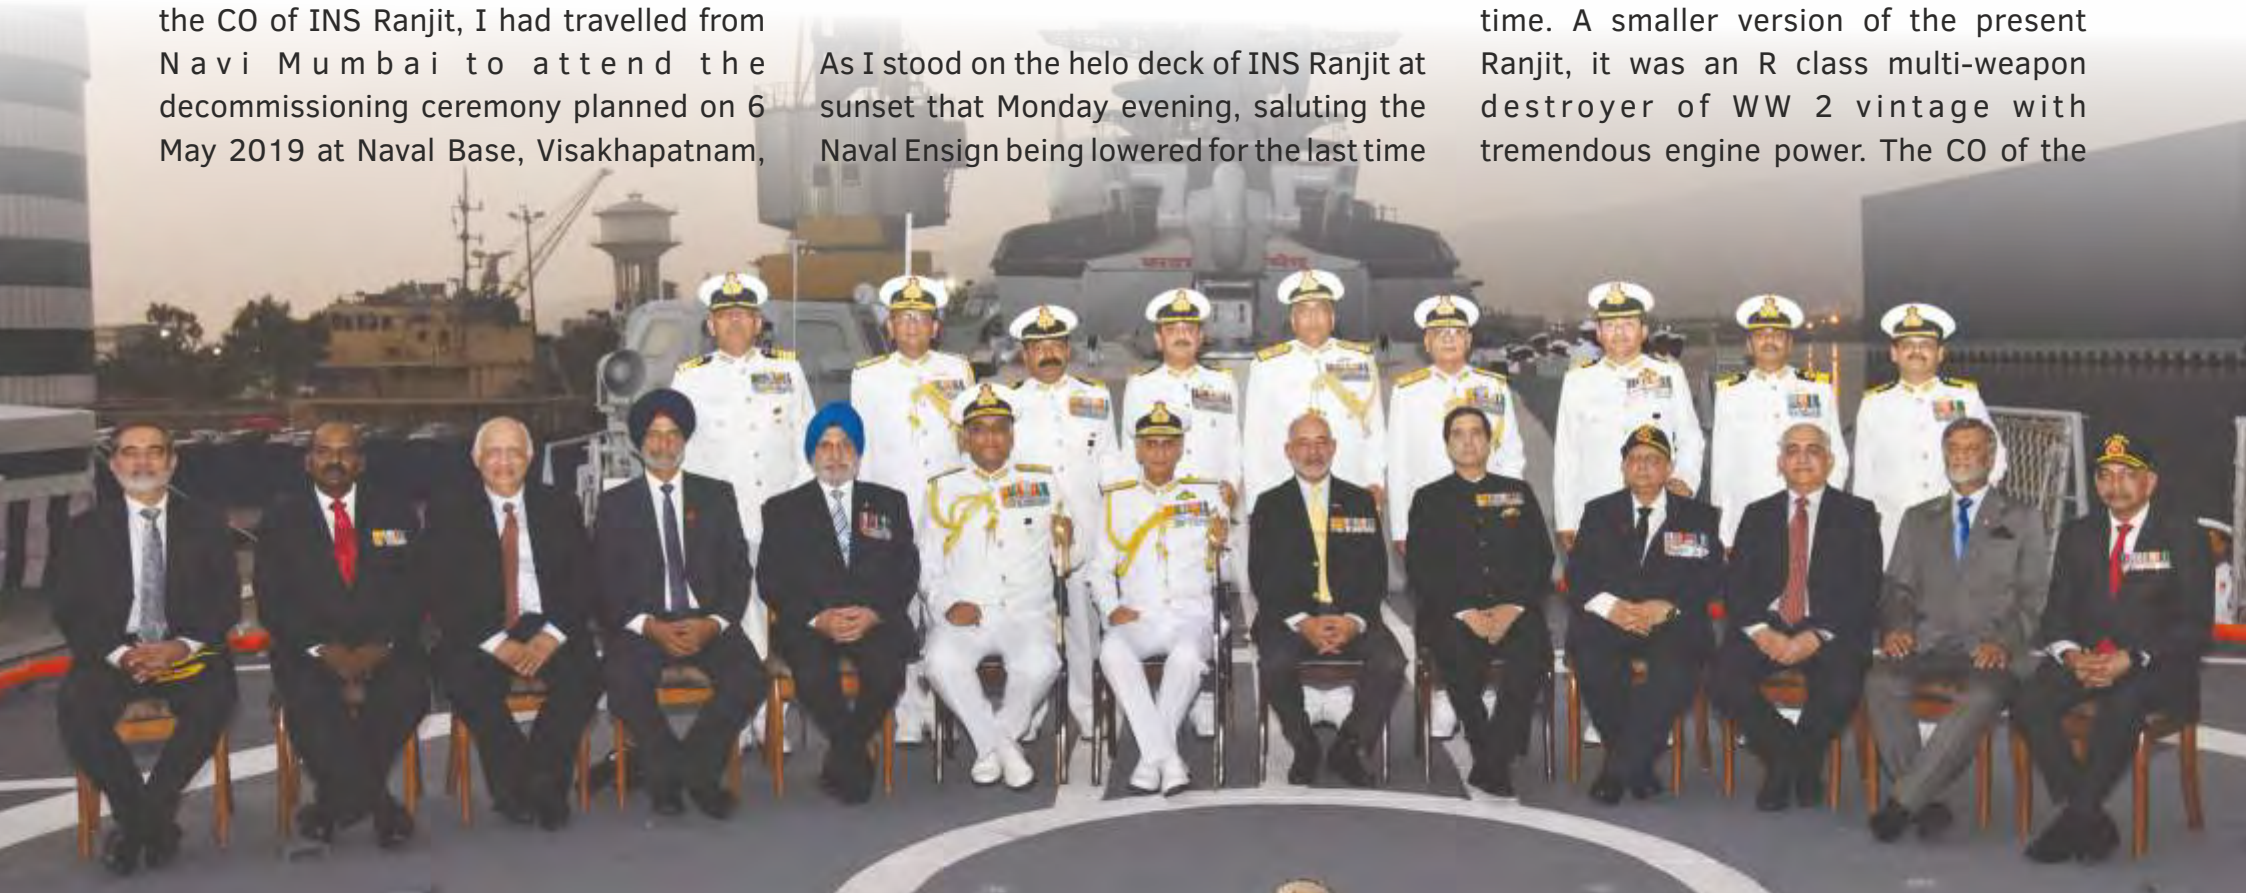 the CO of INS Ranjit, I had travelled from
Navi Mumbai to attend the
decommissioning ceremony planned on 6
May 2019 at Naval Base, Visakhapatnam,
As I stood on the helo deck of INS Ranjit at
sunset that Monday evening, saluting the
Naval Ensign being lowered for the last time
time. A smaller version of the present
Ranjit, it was an R class multi-weapon
destroyer of WW 2 vintage with
tremendous engine power. The CO of the